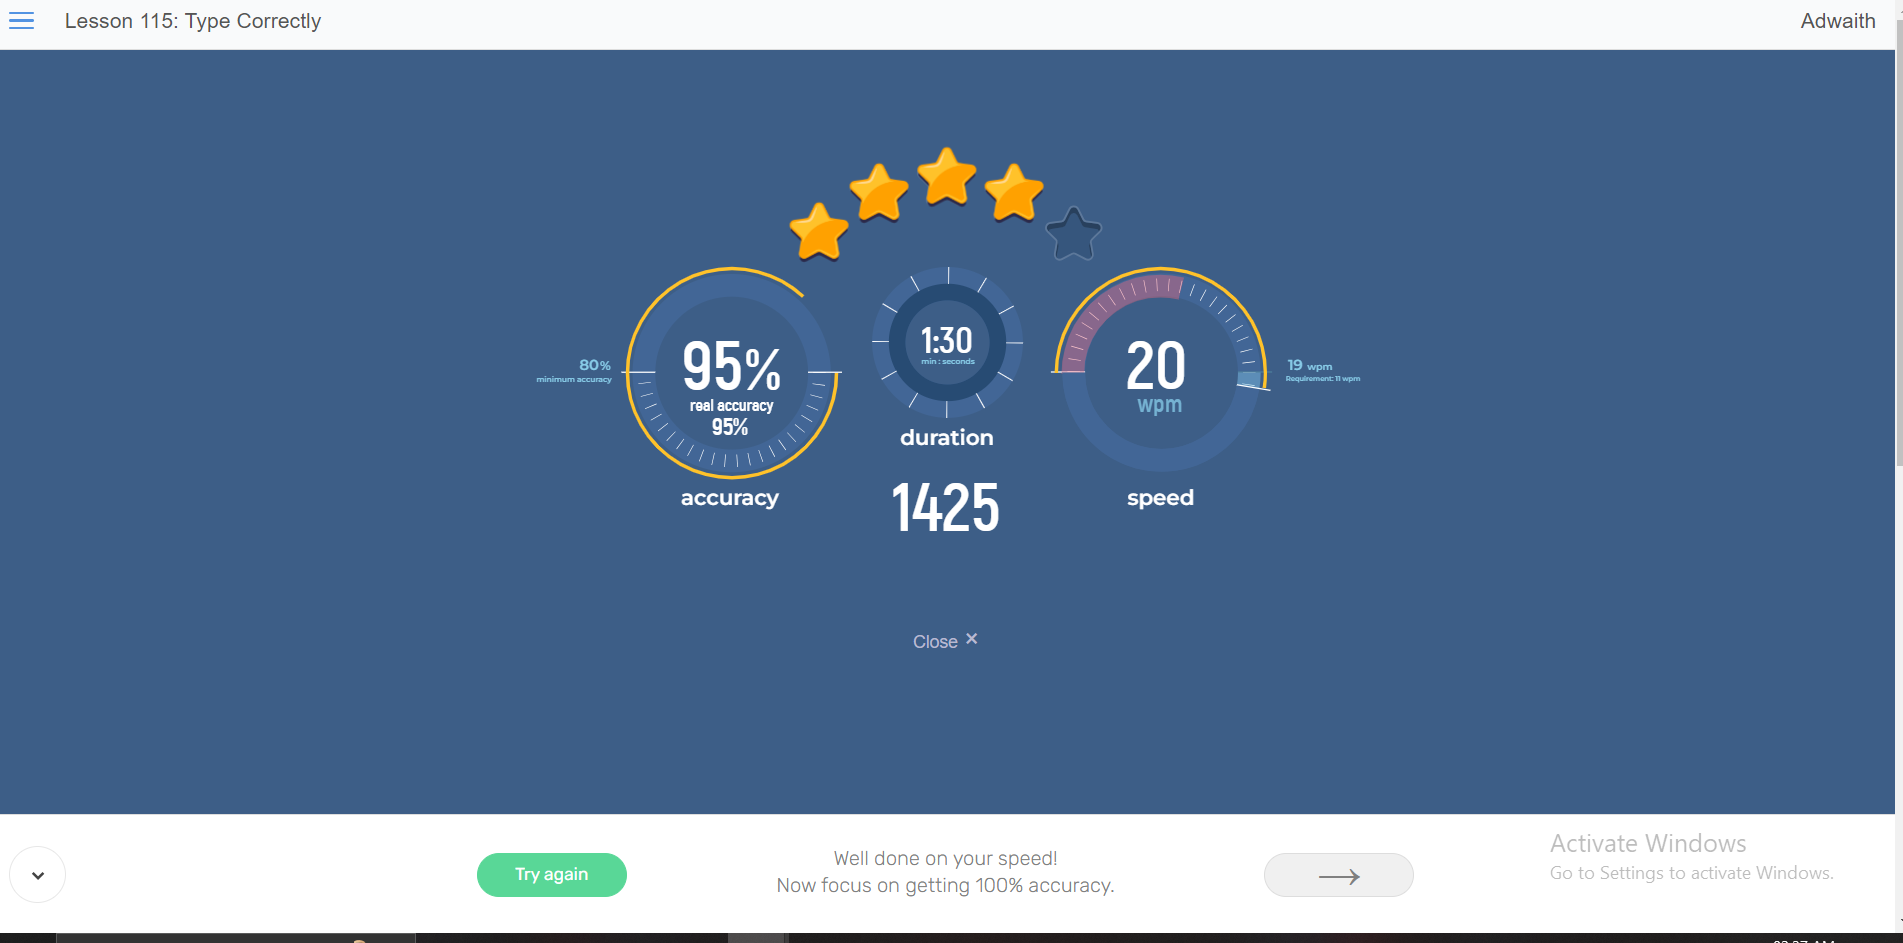 Lesson 115: Type Correctly
Adwaith
80%
minimum accuracy
95%
real accuracy
95%
accuracy
1:30
min : seconds
duration
1425
20
wpm
speed
19 wpm
Requirement: 11 wpm
Close ×
Try again
Well done on your speed!
Now focus on getting 100% accuracy.
Activate Windows
Go to Settings to activate Windows.